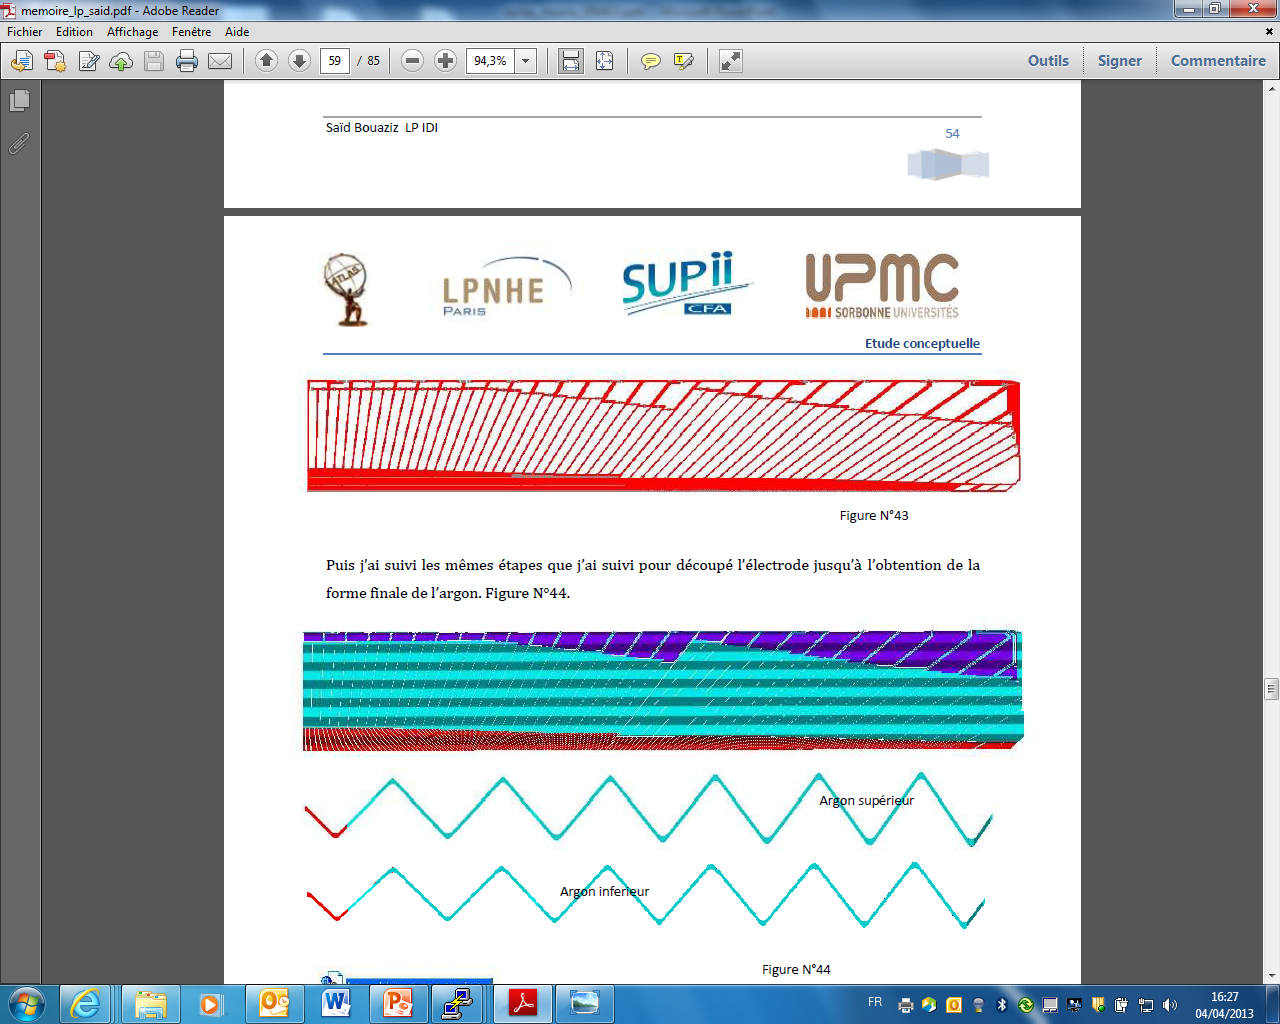 memoire_lp_said.pdf - Adobe Reader
Fichier Edition Affichage Fenêtre Aide
59 / 85 94,3% Outils Signer Commentaire
Saïd Bouaziz LP IDI
54
ATLAS LPNHE PARIS SUPii CFA UPMC SORBONNE UNIVERSITÉS
Etude conceptuelle
Figure N°43
Puis j’ai suivi les mêmes étapes que j’ai suivi pour découpé l’électrode jusqu’à l’obtention de la
forme finale de l’argon. Figure N°44.
Argon supérieur
Argon inferieur
Figure N°44
FR 16:27
04/04/2013